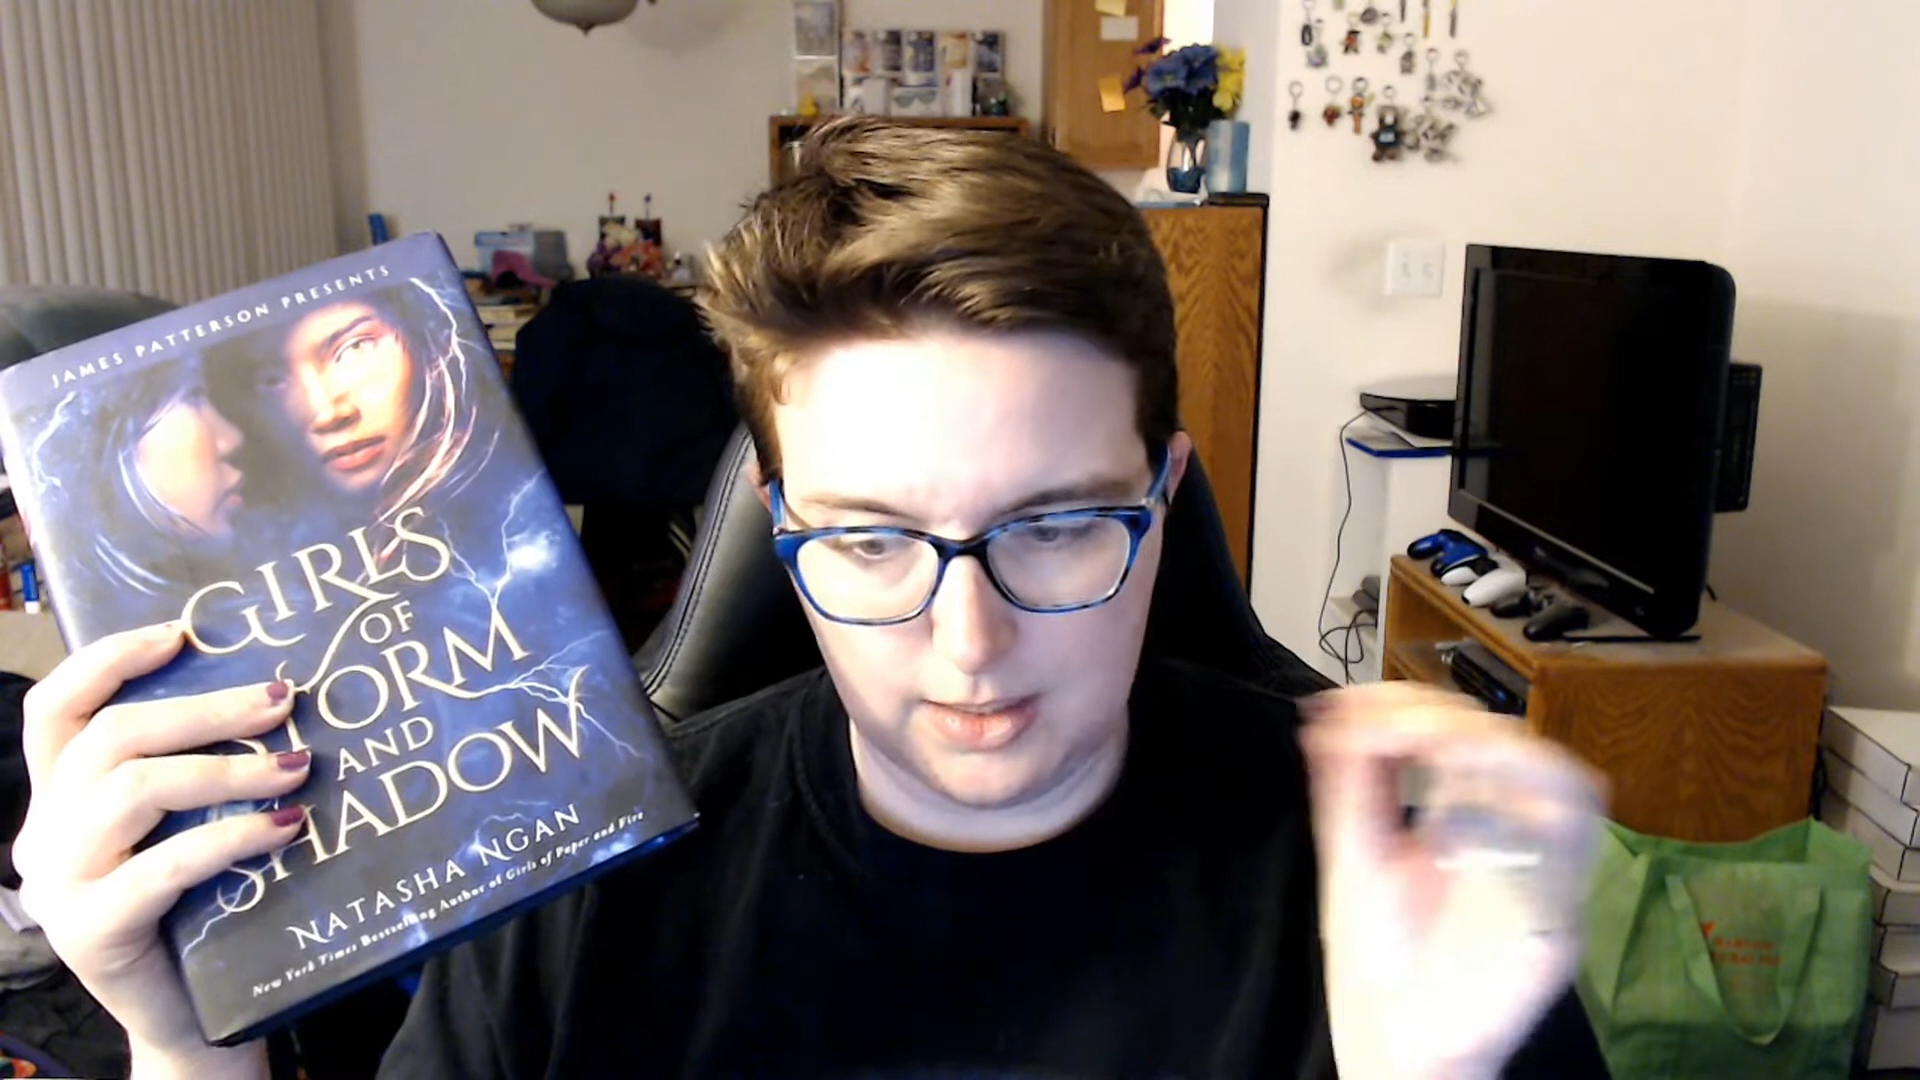 JAMES PATTERSON PRESENTS
GIRLS
OF
STORM
AND
SHADOW
NATASHA NGAN
New York Times Bestselling Author of Girls of Paper and Fire